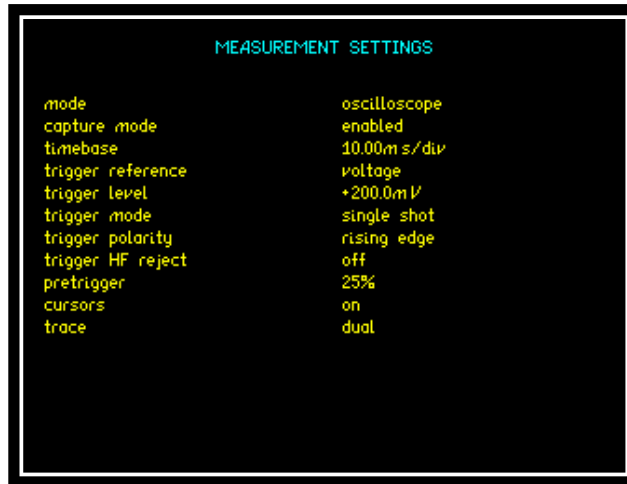 MEASUREMENT SETTINGS
mode oscilloscope
capture mode enabled
timebase 10.00m s/div
trigger reference voltage
trigger level +200.0mV
trigger mode single shot
trigger polarity rising edge
trigger HF reject off
pretrigger 25%
cursors on
trace dual